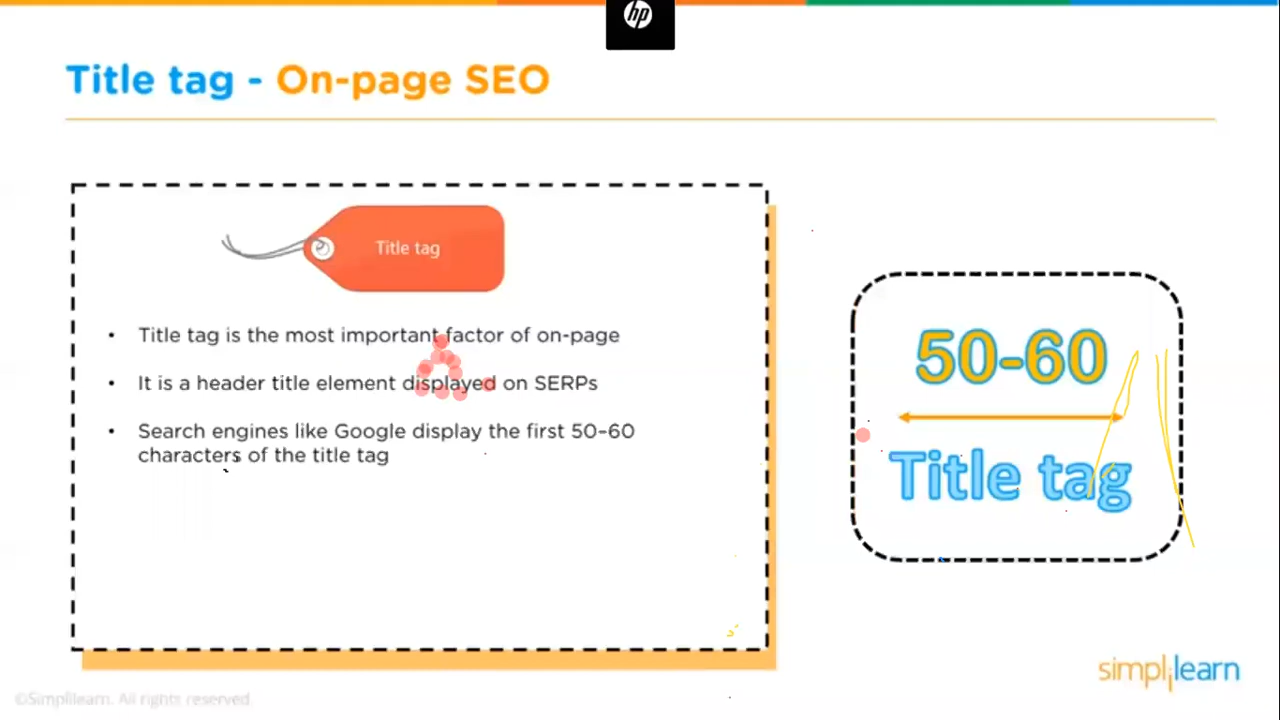 hp
Title tag - On-page SEO
Title tag
• Title tag is the most important factor of on-page
• It is a header title element displayed on SERPs
• Search engines like Google display the first 50–60
characters of the title tag
50-60
Title tag
simplilearn
©Simplilearn. All rights reserved.